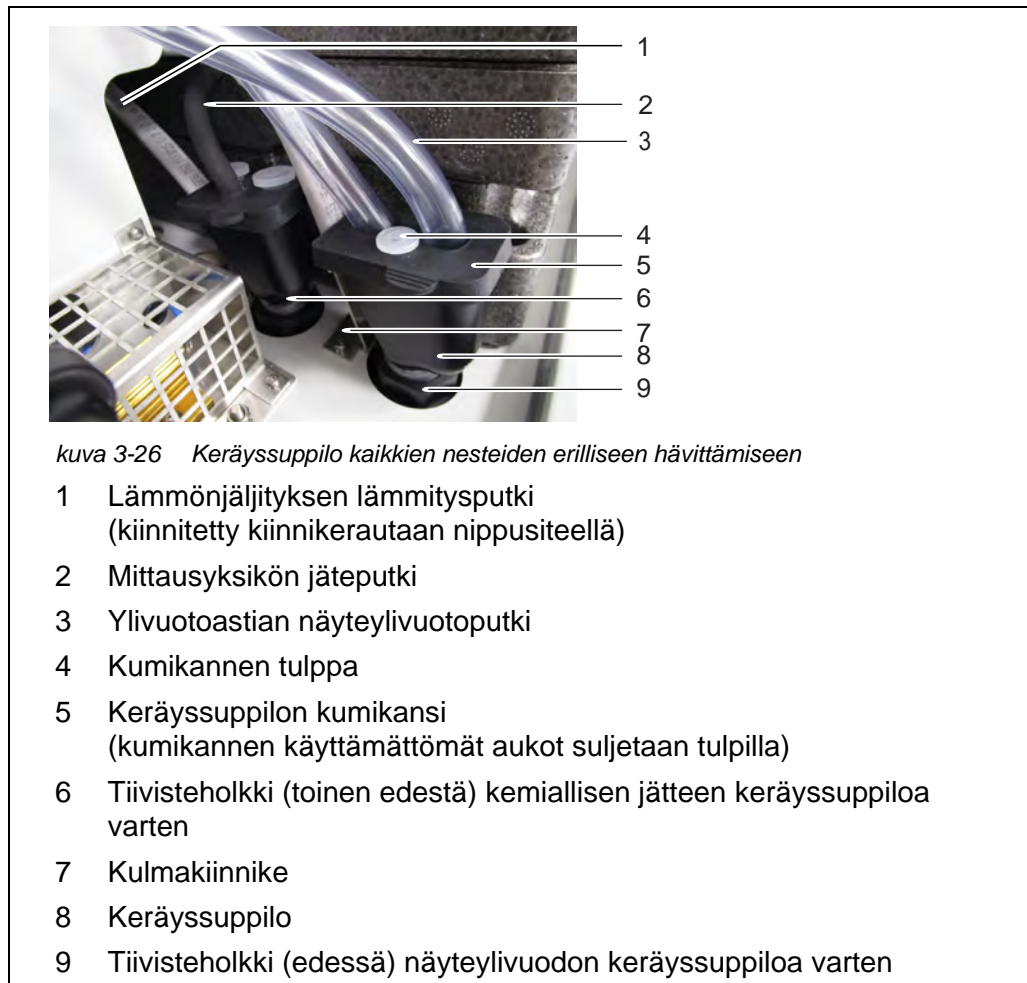 1
2
3
4
5
6
7
8
9
kuva 3-26 Keräyssuppilo kaikkien nesteiden erilliseen hävittämiseen
1 Lämmönjäljityksen lämmitysputki
(kiinnitetty kiinnikerautaan nippusiteellä)
2 Mittausyksikön jäteputki
3 Ylivuotoastian näyteylivuotoputki
4 Kumikannen tulppa
5 Keräyssuppilon kumikansi
(kumikannen käyttämättömät aukot suljetaan tulpilla)
6 Tiivisteholkki (toinen edestä) kemiallisen jätteen keräyssuppiloa
varten
7 Kulmakiinnike
8 Keräyssuppilo
9 Tiivisteholkki (edessä) näyteylivuodon keräyssuppiloa varten